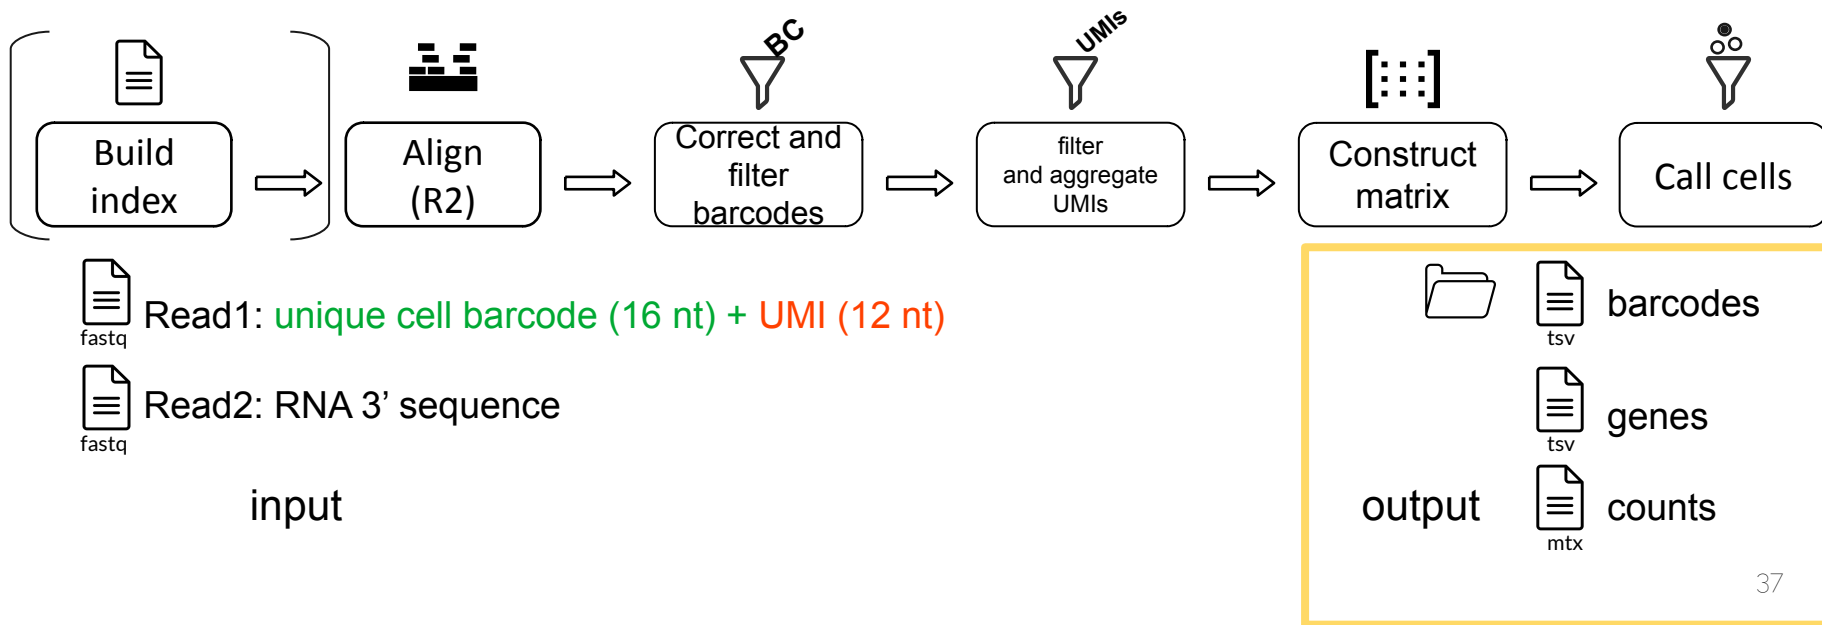 BC
UMIs
Build
index
Align
(R2)
Correct and
filter
barcodes
filter
and aggregate
UMIs
Construct
matrix
Call cells
Read1: unique cell barcode (16 nt) + UMI (12 nt)
fastq
Read2: RNA 3’ sequence
fastq
input
barcodes
tsv
genes
tsv
output
counts
mtx
37